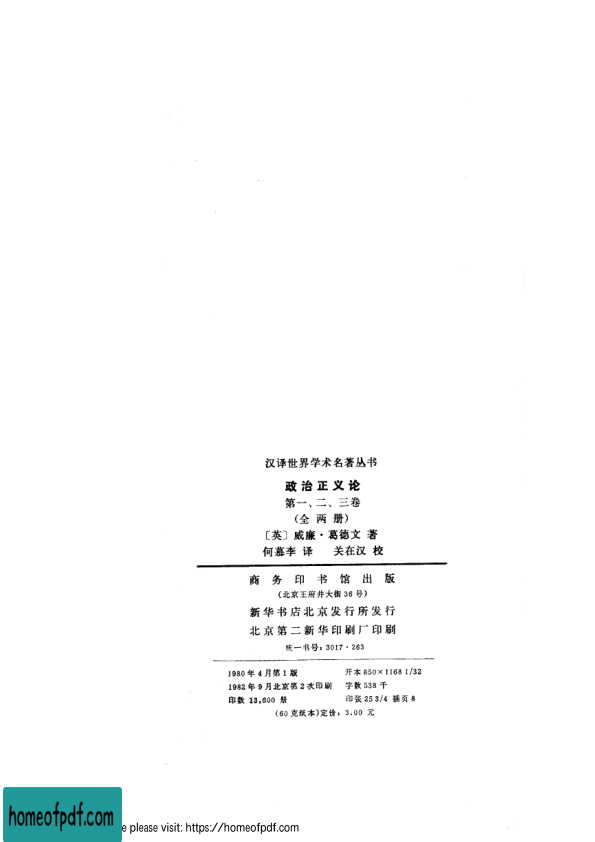 汉译世界学术名著丛书
政治正义论
第一、二、三卷
(全两册)
〔英〕威廉·葛德文 著
何慕李 译 关在汉 校
商务印书馆出版
(北京王府井大街36号)
新华书店北京发行所发行
北京第二新华印刷厂印刷
统一书号：3017·263
1980年4月第1版 开本850×1168 1/32
1982年9月北京第2次印刷 字数538千
印数 13,600 册 印张25 3/4 插页8
(60克纸本)定价：3.00 元
homeofpdf.com
e please visit: https://homeofpdf.com